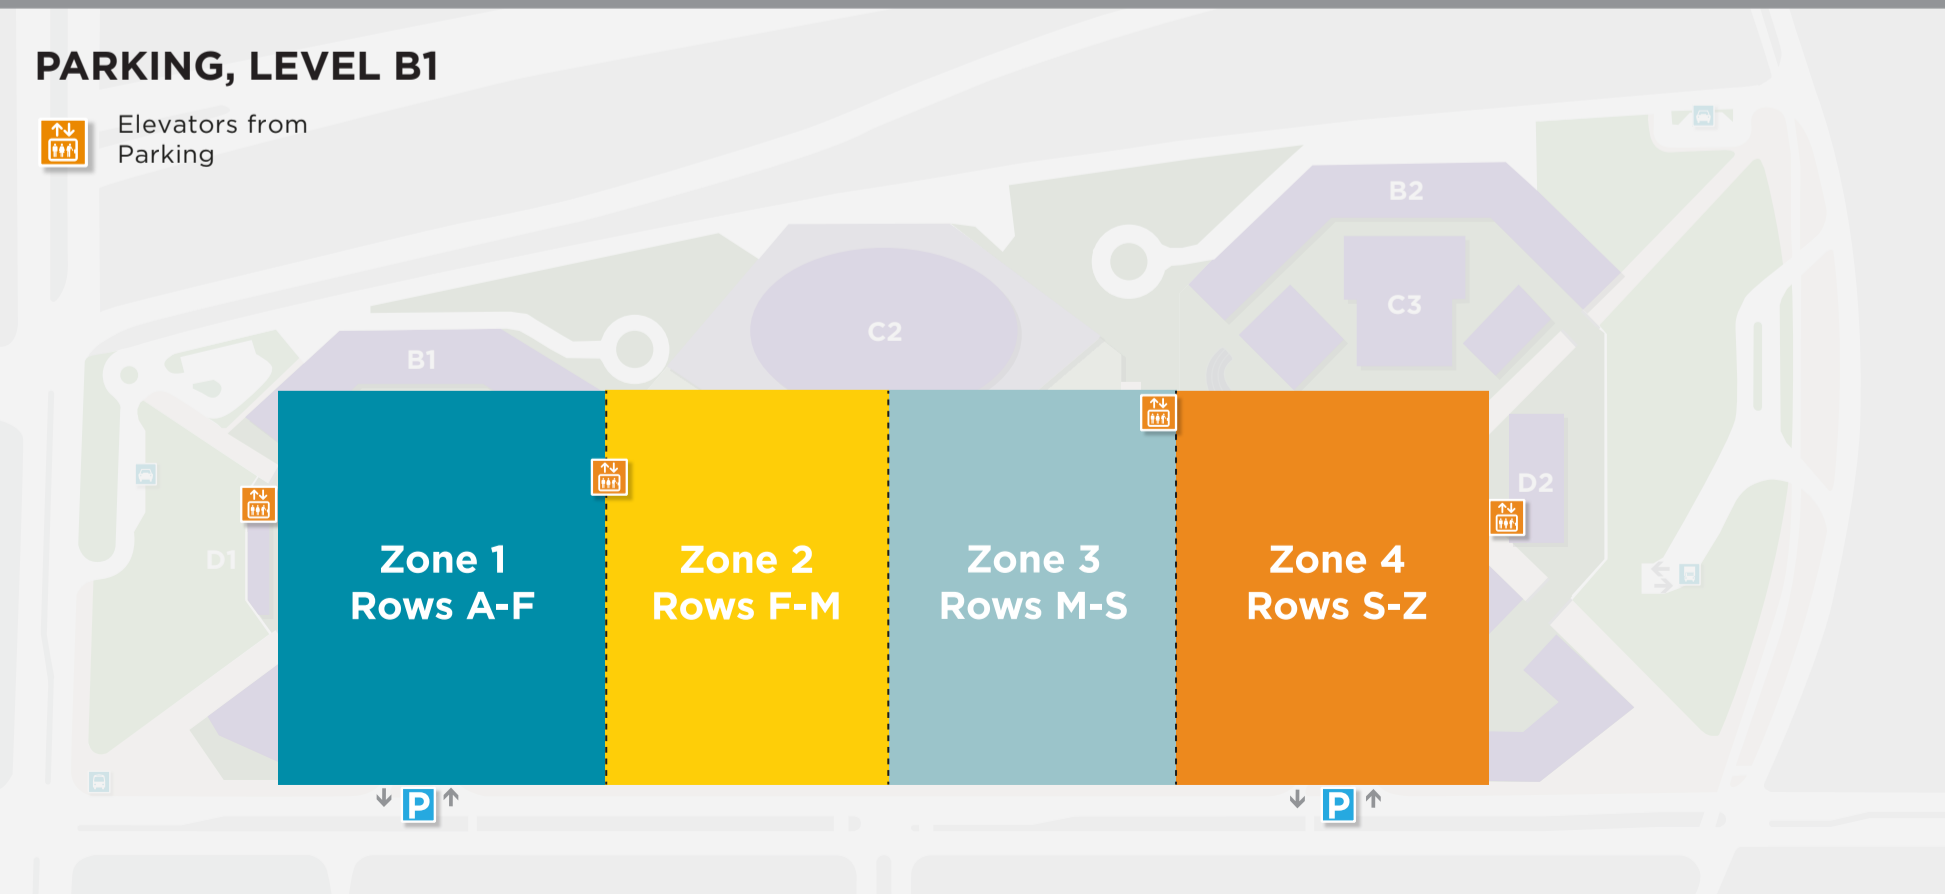 PARKING, LEVEL B1
Elevators from
Parking
B2
C3
C2
B1
D2
D1
Zone 1
Rows A-F
Zone 2
Rows F-M
Zone 3
Rows M-S
Zone 4
Rows S-Z
P
P